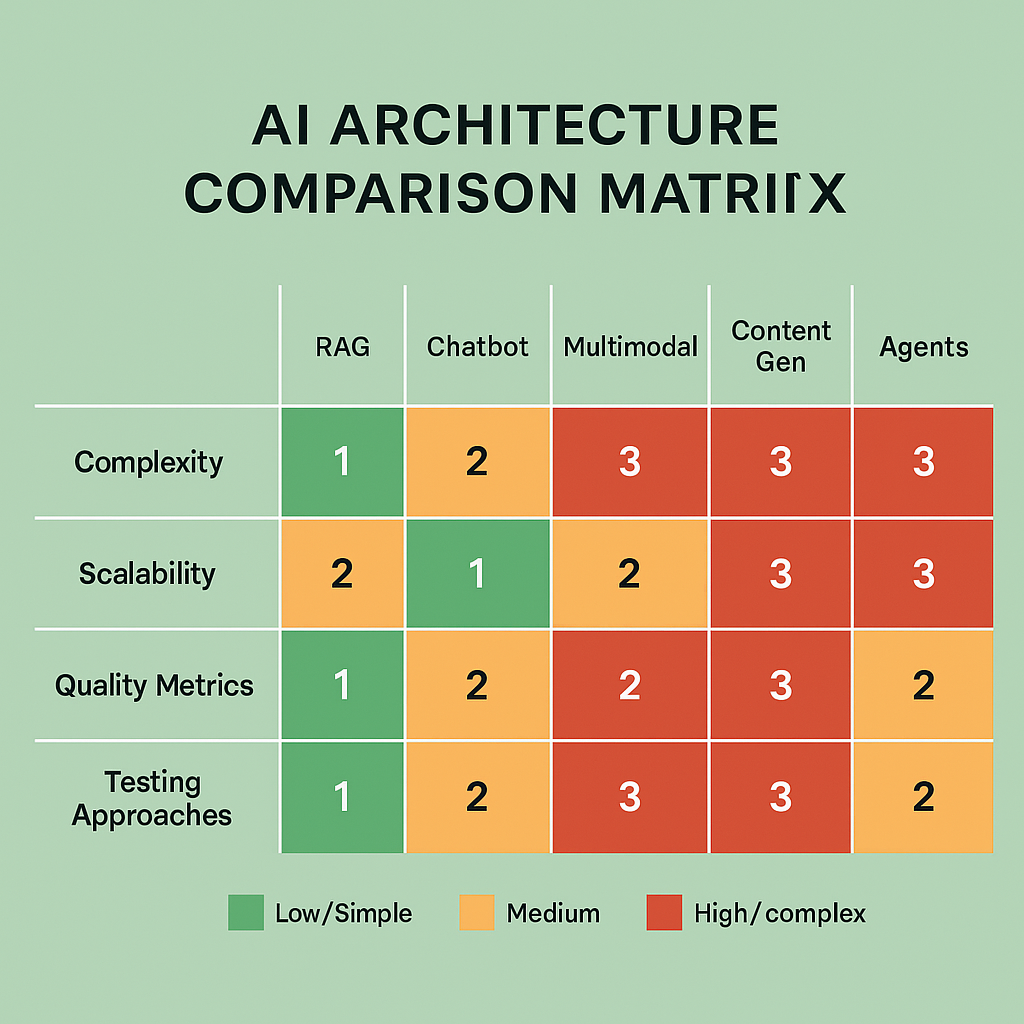 AI ARCHITECTURE
COMPARISON MATRIIX
RAG Chatbot Multimodal Content Gen Agents
Complexity 1 2 3 3 3
Scalability 2 1 2 3 3
Quality Metrics 1 2 2 3 2
Testing Approaches 1 2 3 3 2
Low/Simple Medium High/complex